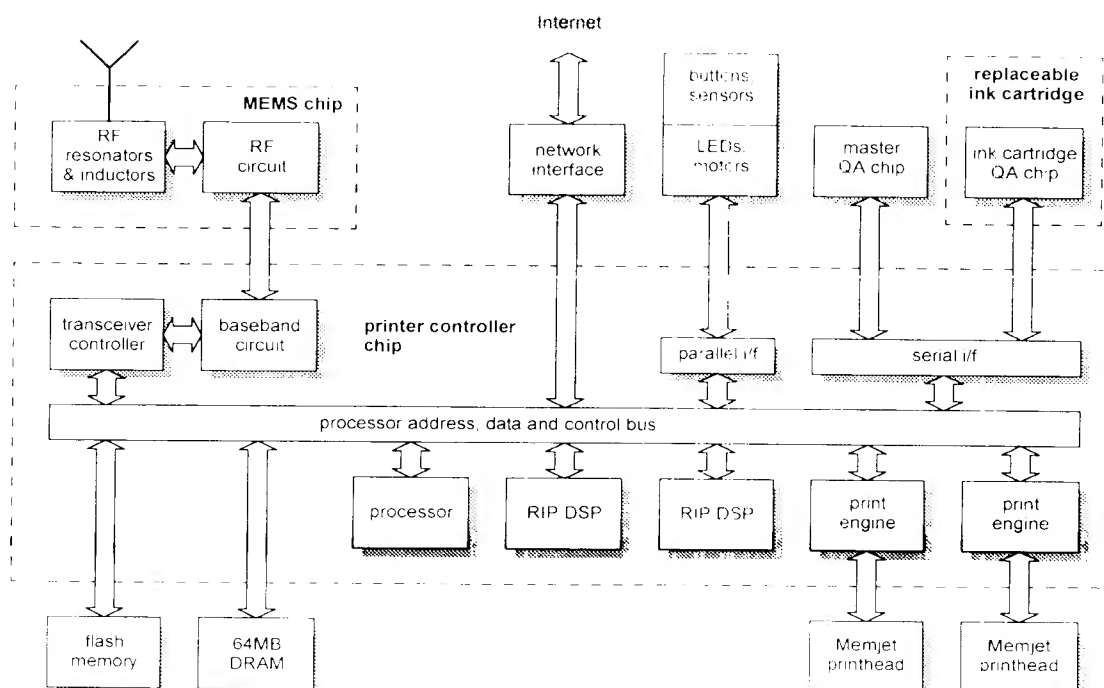 Internet
MEMS chip
RF
resonators
& inductors
RF
circuit
network
interface
buttons,
sensors
LEDs,
motors
master
QA chip
replaceable
ink cartridge
ink cartridge
QA chip
transceiver
controller
baseband
circuit
printer controller
chip
parallel i/f
serial i/f
processor address, data and control bus
processor
RIP DSP
RIP DSP
print
engine
print
engine
flash
memory
64MB
DRAM
Memjet
printhead
Memjet
printhead